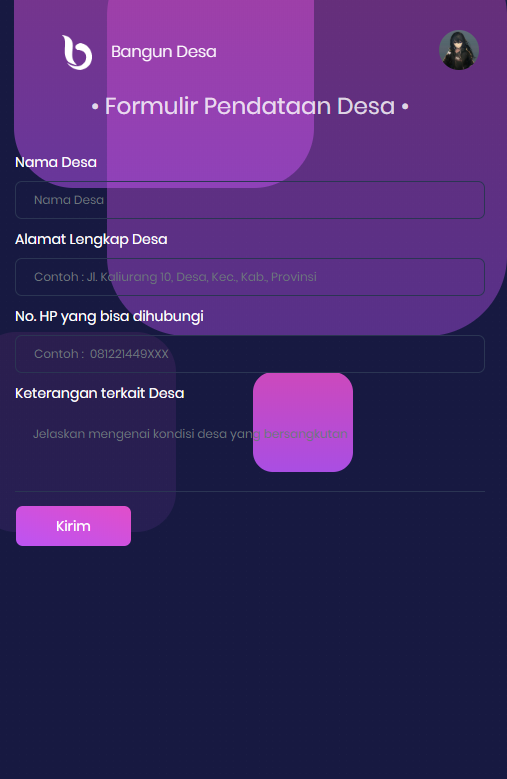 Bangun Desa
• Formulir Pendataan Desa •
Nama Desa
Nama Desa
Alamat Lengkap Desa
Contoh : Jl. Kaliurang 10, Desa, Kec., Kab., Provinsi
No. HP yang bisa dihubungi
Contoh : 081221449XXX
Keterangan terkait Desa
Jelaskan mengenai kondisi desa yang bersangkutan
Kirim